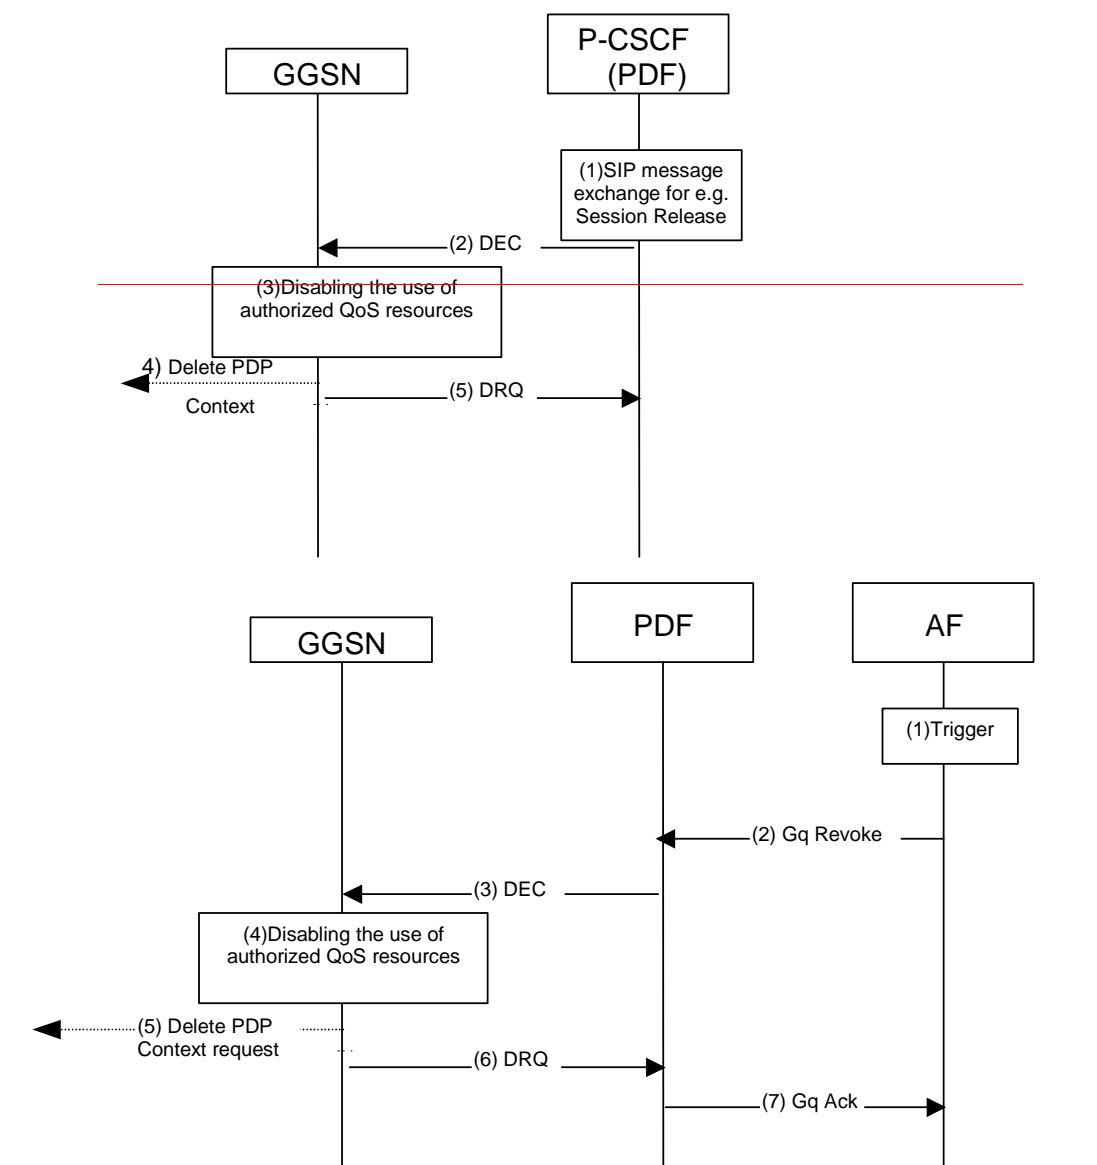 P-CSCF
(PDF)
GGSN
(1)SIP message
exchange for e.g.
Session Release
(2) DEC
(3)Disabling the use of
authorized QoS resources
4) Delete PDP
Context
(5) DRQ
PDF
AF
GGSN
(1)Trigger
(2) Gq Revoke
(3) DEC
(4)Disabling the use of
authorized QoS resources
(5) Delete PDP
Context request
(6) DRQ
(7) Gq Ack